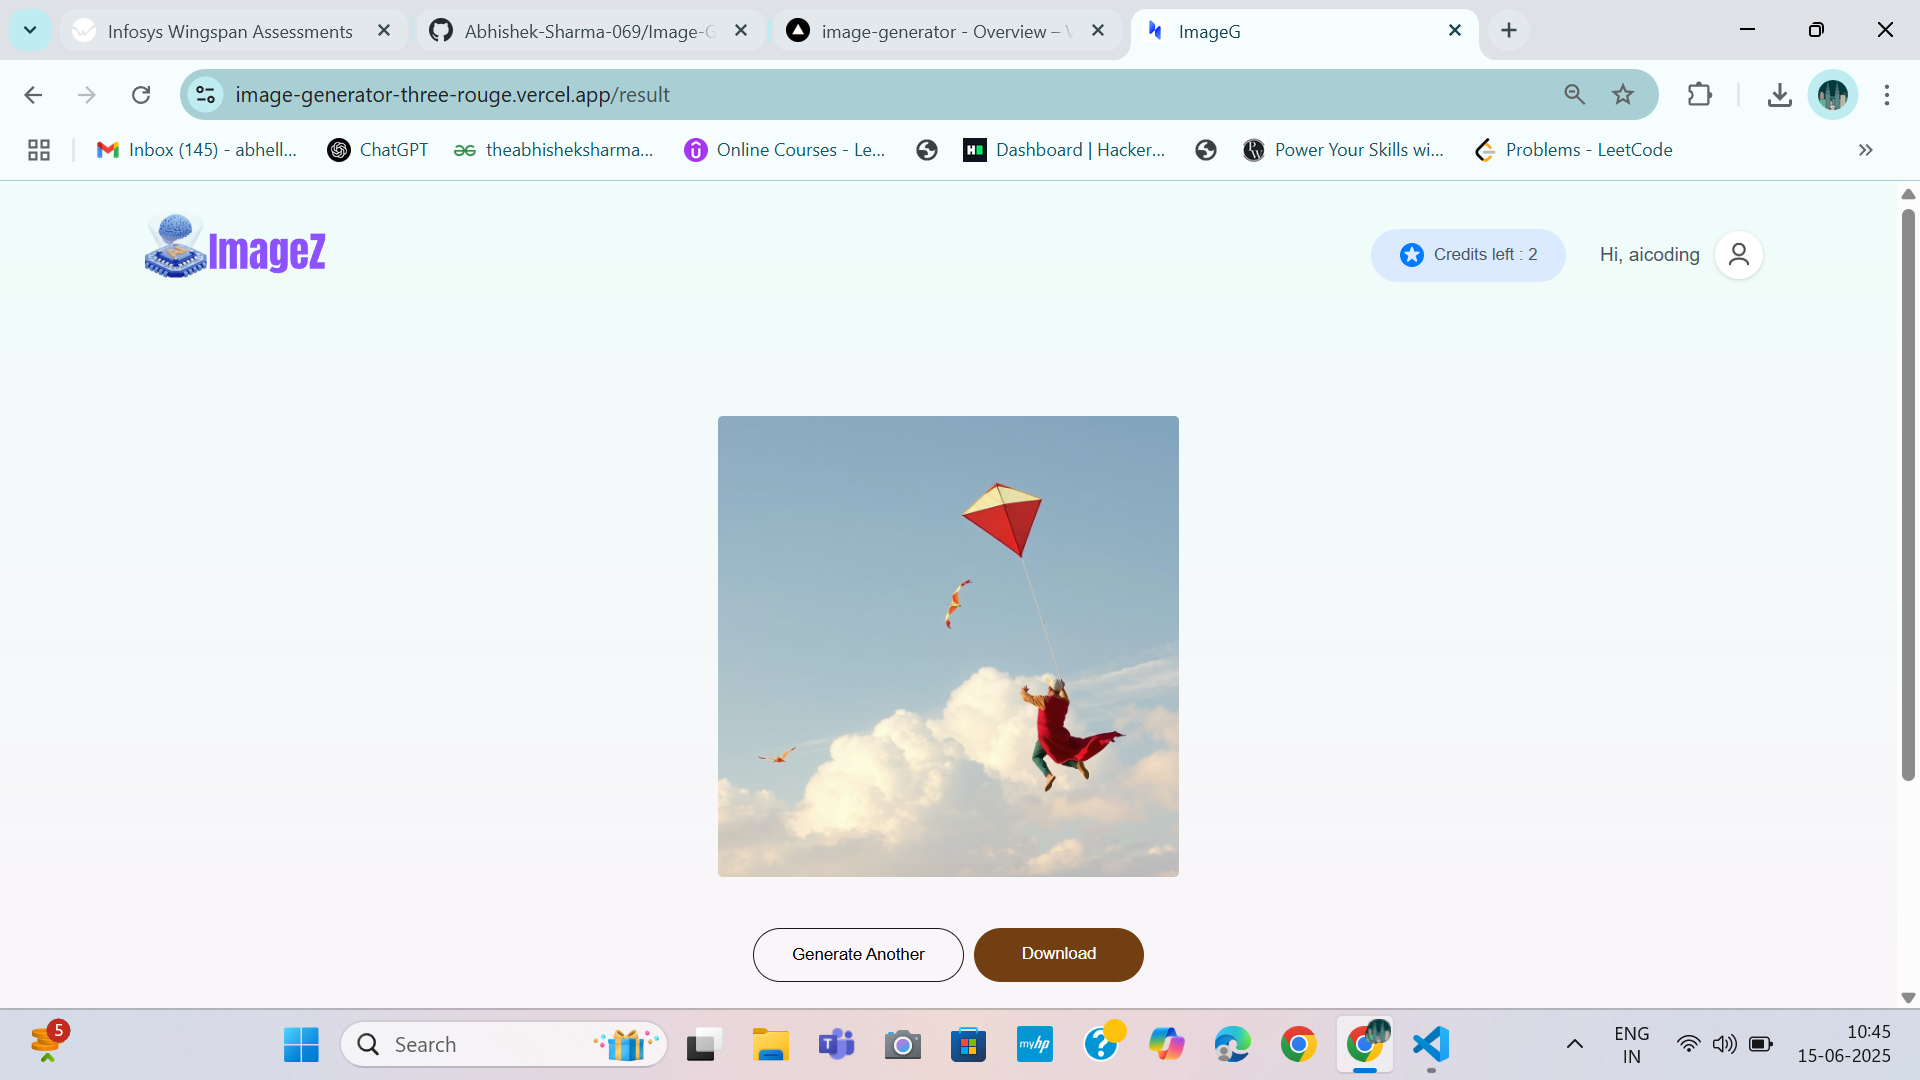 Infosys Wingspan Assessments
Abhishek-Sharma-069/Image-G
image-generator - Overview – V
ImageG
image-generator-three-rouge.vercel.app/result
Inbox (145) - abhell...
ChatGPT
theabhisheksharma...
Online Courses - Le...
Dashboard | Hacker...
Power Your Skills wi...
Problems - LeetCode
ImageZ
Credits left : 2
Hi, aicoding
Generate Another
Download
5
Search
myhp
ENG
IN
10:45
15-06-2025